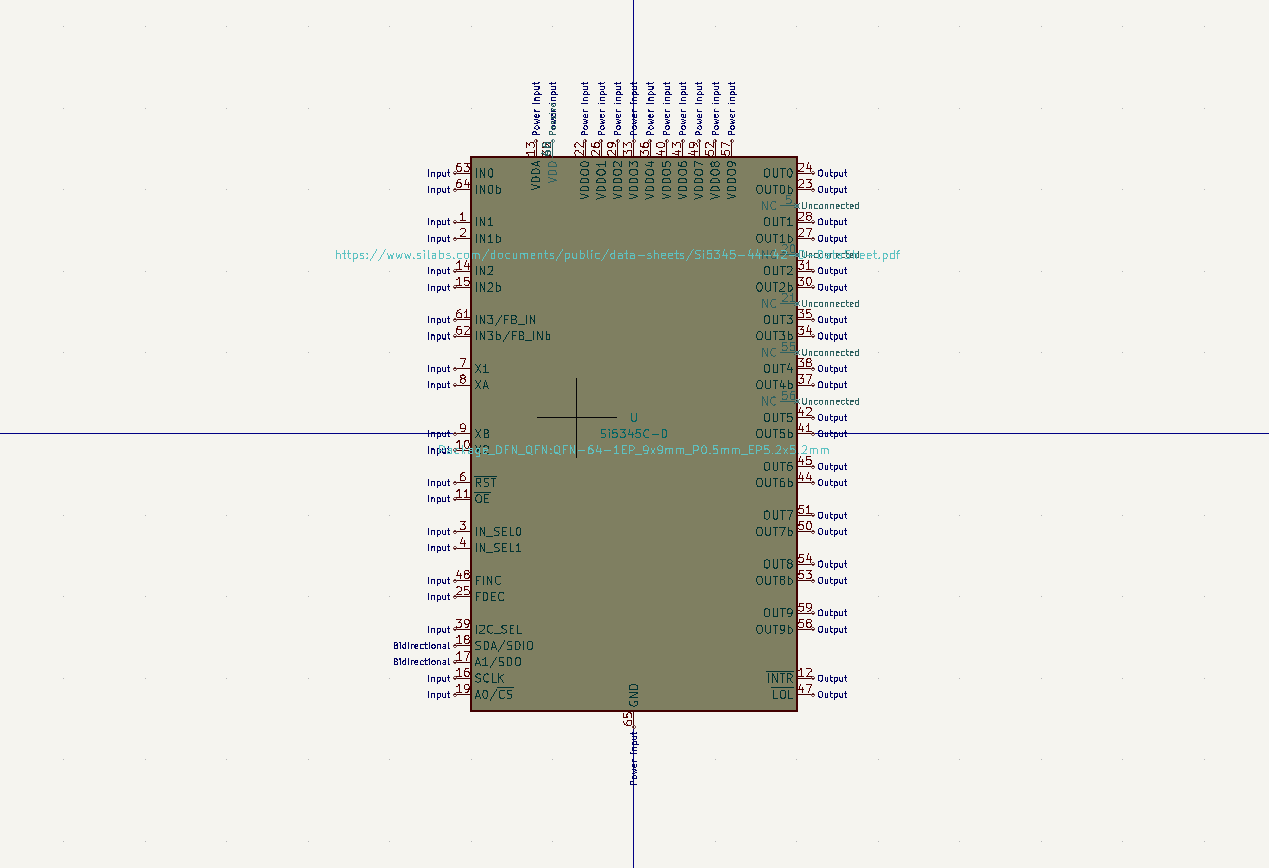 Power Input Power Input Power Input Power Input Power Input Power Input Power Input Power Input Power Input Power Input Power Input
13 22 26 29 33 36 40 43 49 52 57
VDDA VDD VDDO0 VDDO1 VDDO2 VDDO3 VDDO4 VDDO5 VDDO6 VDDO7 VDDO8 VDDO9
Input 63 IN0 OUT0 24 Output
Input 64 IN0b OUT0b 23 Output
NC 5 Unconnected
Input 1 IN1 OUT1 28 Output
Input 2 IN1b OUT1b 27 Output
https://www.silabs.com/documents/public/data-sheets/Si5345-44-42-D-DataSheet.pdf
NC 20 Unconnected
Input 14 IN2 OUT2 31 Output
Input 15 IN2b OUT2b 30 Output
NC 21 Unconnected
Input 61 IN3/FB_IN OUT3 35 Output
Input 62 IN3b/FB_INb OUT3b 34 Output
NC 55 Unconnected
Input 7 X1 OUT4 38 Output
Input 8 XA OUT4b 37 Output
NC 56 Unconnected
U OUT5 42 Output
Input 9 XB Si5345C-D OUT5b 41 Output
Input 10 X2
Package_DFN_QFN:QFN-64-1EP_9x9mm_P0.5mm_EP5.2x5.2mm
OUT6 45 Output
Input 6 RST OUT6b 44 Output
Input 11 OE
OUT7 51 Output
Input 3 IN_SEL0 OUT7b 50 Output
Input 4 IN_SEL1
OUT8 54 Output
Input 48 FINC OUT8b 53 Output
Input 25 FDEC
OUT9 59 Output
Input 39 I2C_SEL OUT9b 58 Output
Bidirectional 18 SDA/SDIO
Bidirectional 17 A1/SDO
Input 16 SCLK INTR 12 Output
Input 19 A0/CS LOL 47 Output
GND
65
Power Input